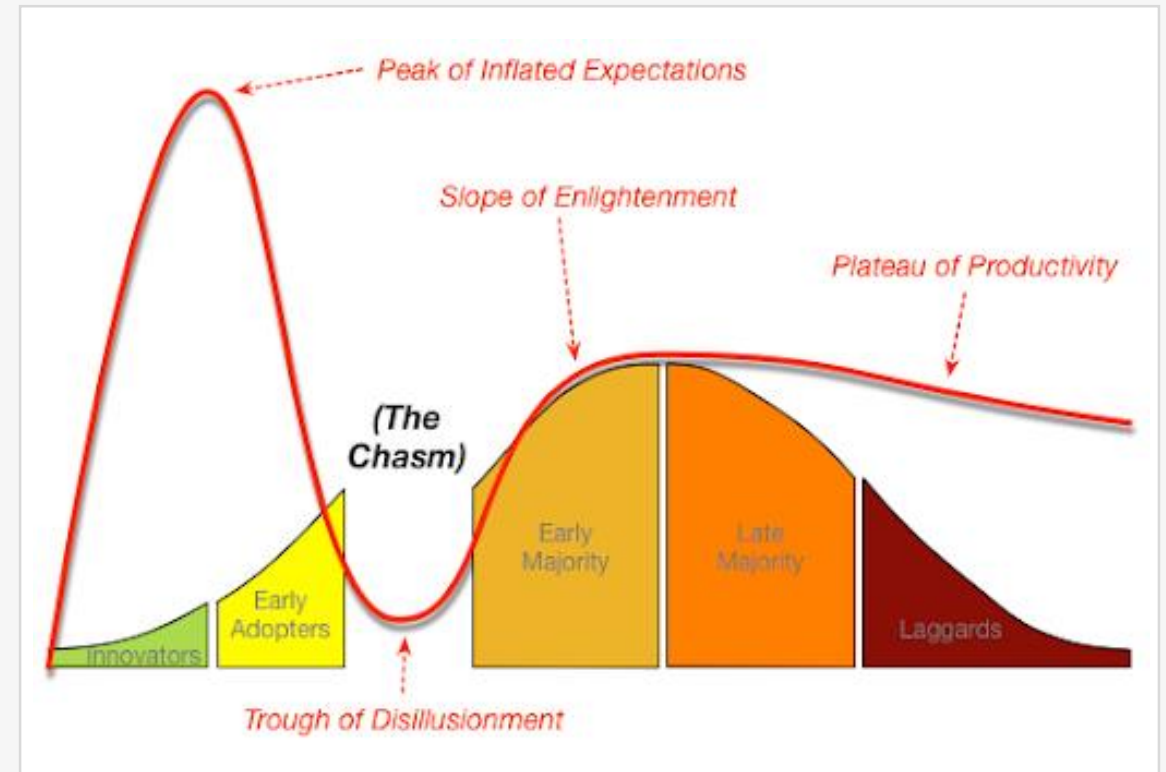 Peak of Inflated Expectations
Slope of Enlightenment
Plateau of Productivity
(The
Chasm)
Early
Majority
Late
Majority
Early
Adopters
Innovators
Laggards
Trough of Disillusionment